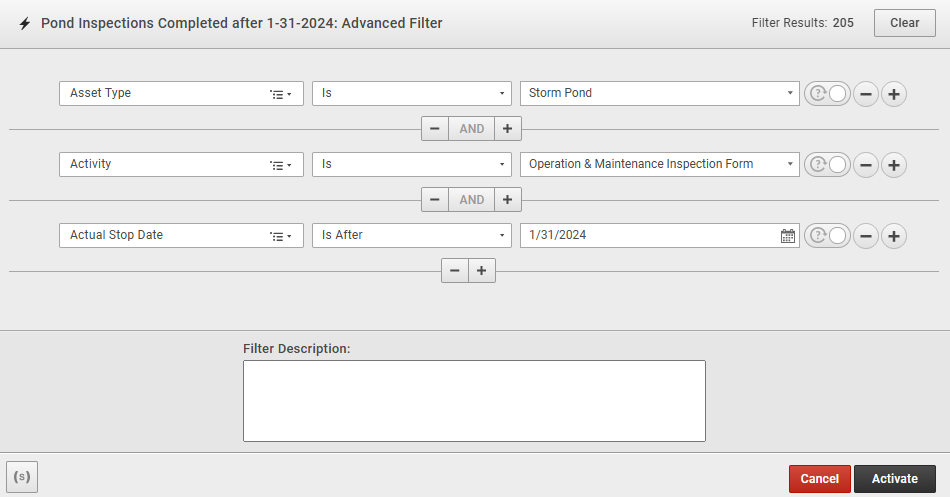 Pond Inspections Completed after 1-31-2024: Advanced Filter
Filter Results: 205
Clear
Asset Type
Is
Storm Pond
?
AND
Activity
Is
Operation & Maintenance Inspection Form
?
AND
Actual Stop Date
Is After
1/31/2024
?
Filter Description:
(s)
Cancel
Activate